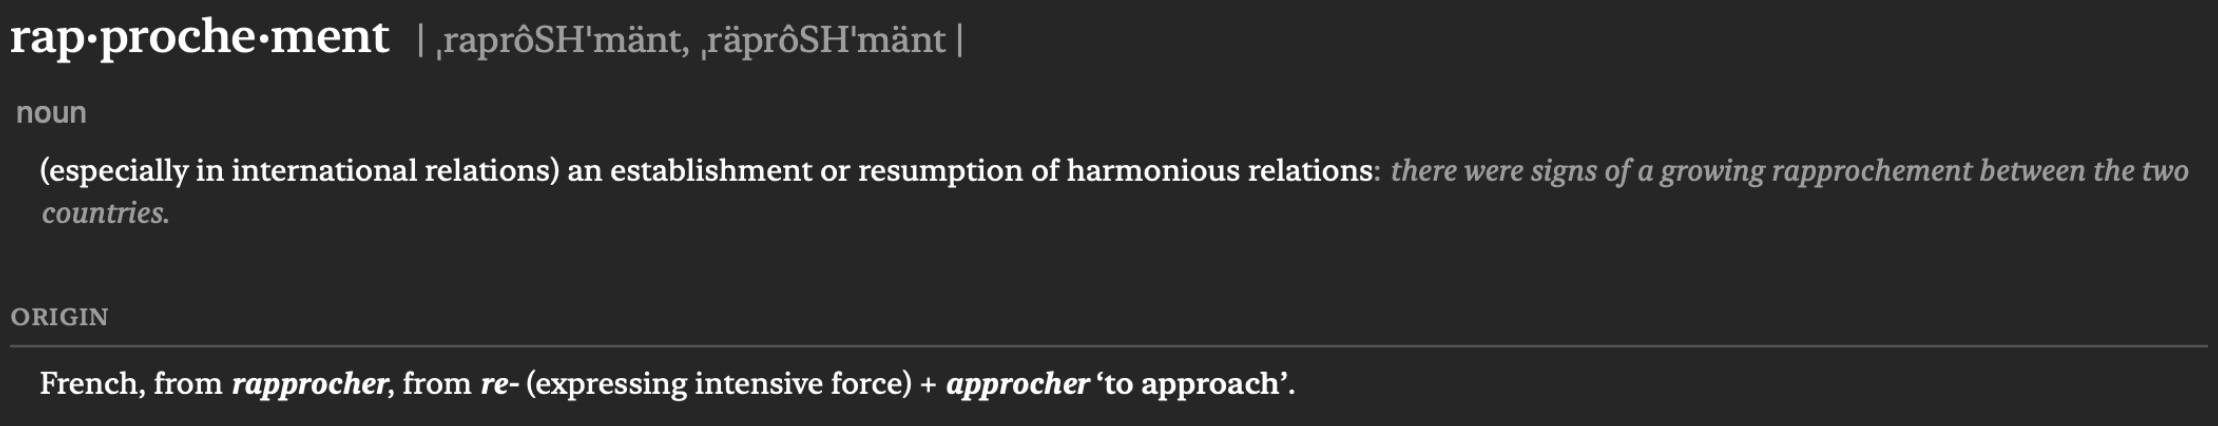 rap·proche·ment | ˌraprôSH'mänt, ˌräprôSH'mänt |
noun
(especially in international relations) an establishment or resumption of harmonious relations: there were signs of a growing rapprochement between the two
countries.
ORIGIN
French, from rapprocher, from re- (expressing intensive force) + approcher ‘to approach’.